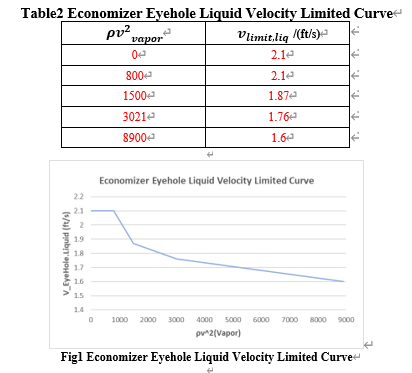 Table2 Economizer Eyehole Liquid Velocity Limited Curve↵
ρv²vapor↵ vlimit,liq /(ft/s)↵
0↵ 2.1↵
800↵ 2.1↵
1500↵ 1.87↵
3021↵ 1.76↵
8900↵ 1.6↵
Economizer Eyehole Liquid Velocity Limited Curve
V_EyeHole.Liquid (ft/s)
2.2
2.1
2
1.9
1.8
1.7
1.6
1.5
1.4
0 1000 2000 3000 4000 5000 6000 7000 8000 9000
ρv^2(Vapor)
Fig1 Economizer Eyehole Liquid Velocity Limited Curve↵